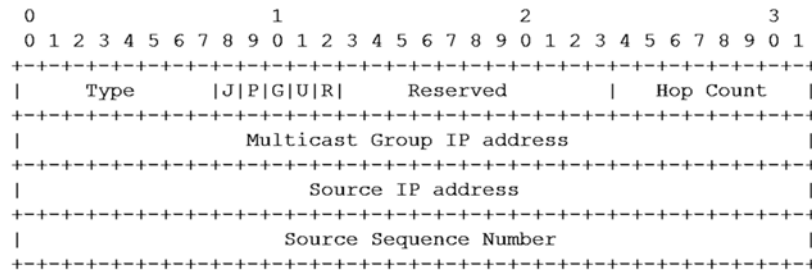 0                   1                   2                   3
 0 1 2 3 4 5 6 7 8 9 0 1 2 3 4 5 6 7 8 9 0 1 2 3 4 5 6 7 8 9 0 1
+-+-+-+-+-+-+-+-+-+-+-+-+-+-+-+-+-+-+-+-+-+-+-+-+-+-+-+-+-+-+-+-+
|     Type      |J|P|G|U|R|     Reserved        |   Hop Count   |
+-+-+-+-+-+-+-+-+-+-+-+-+-+-+-+-+-+-+-+-+-+-+-+-+-+-+-+-+-+-+-+-+
|                  Multicast Group IP address                   |
+-+-+-+-+-+-+-+-+-+-+-+-+-+-+-+-+-+-+-+-+-+-+-+-+-+-+-+-+-+-+-+-+
|                       Source IP address                       |
+-+-+-+-+-+-+-+-+-+-+-+-+-+-+-+-+-+-+-+-+-+-+-+-+-+-+-+-+-+-+-+-+
|                     Source Sequence Number                    |
+-+-+-+-+-+-+-+-+-+-+-+-+-+-+-+-+-+-+-+-+-+-+-+-+-+-+-+-+-+-+-+-+